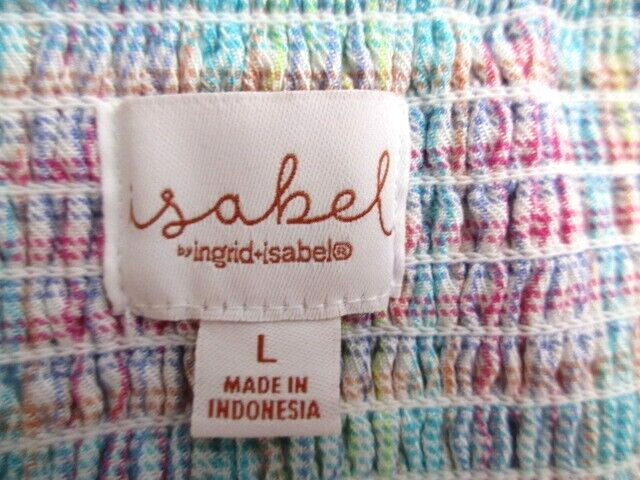 isabel
by ingrid+isabel®
L
MADE IN
INDONESIA